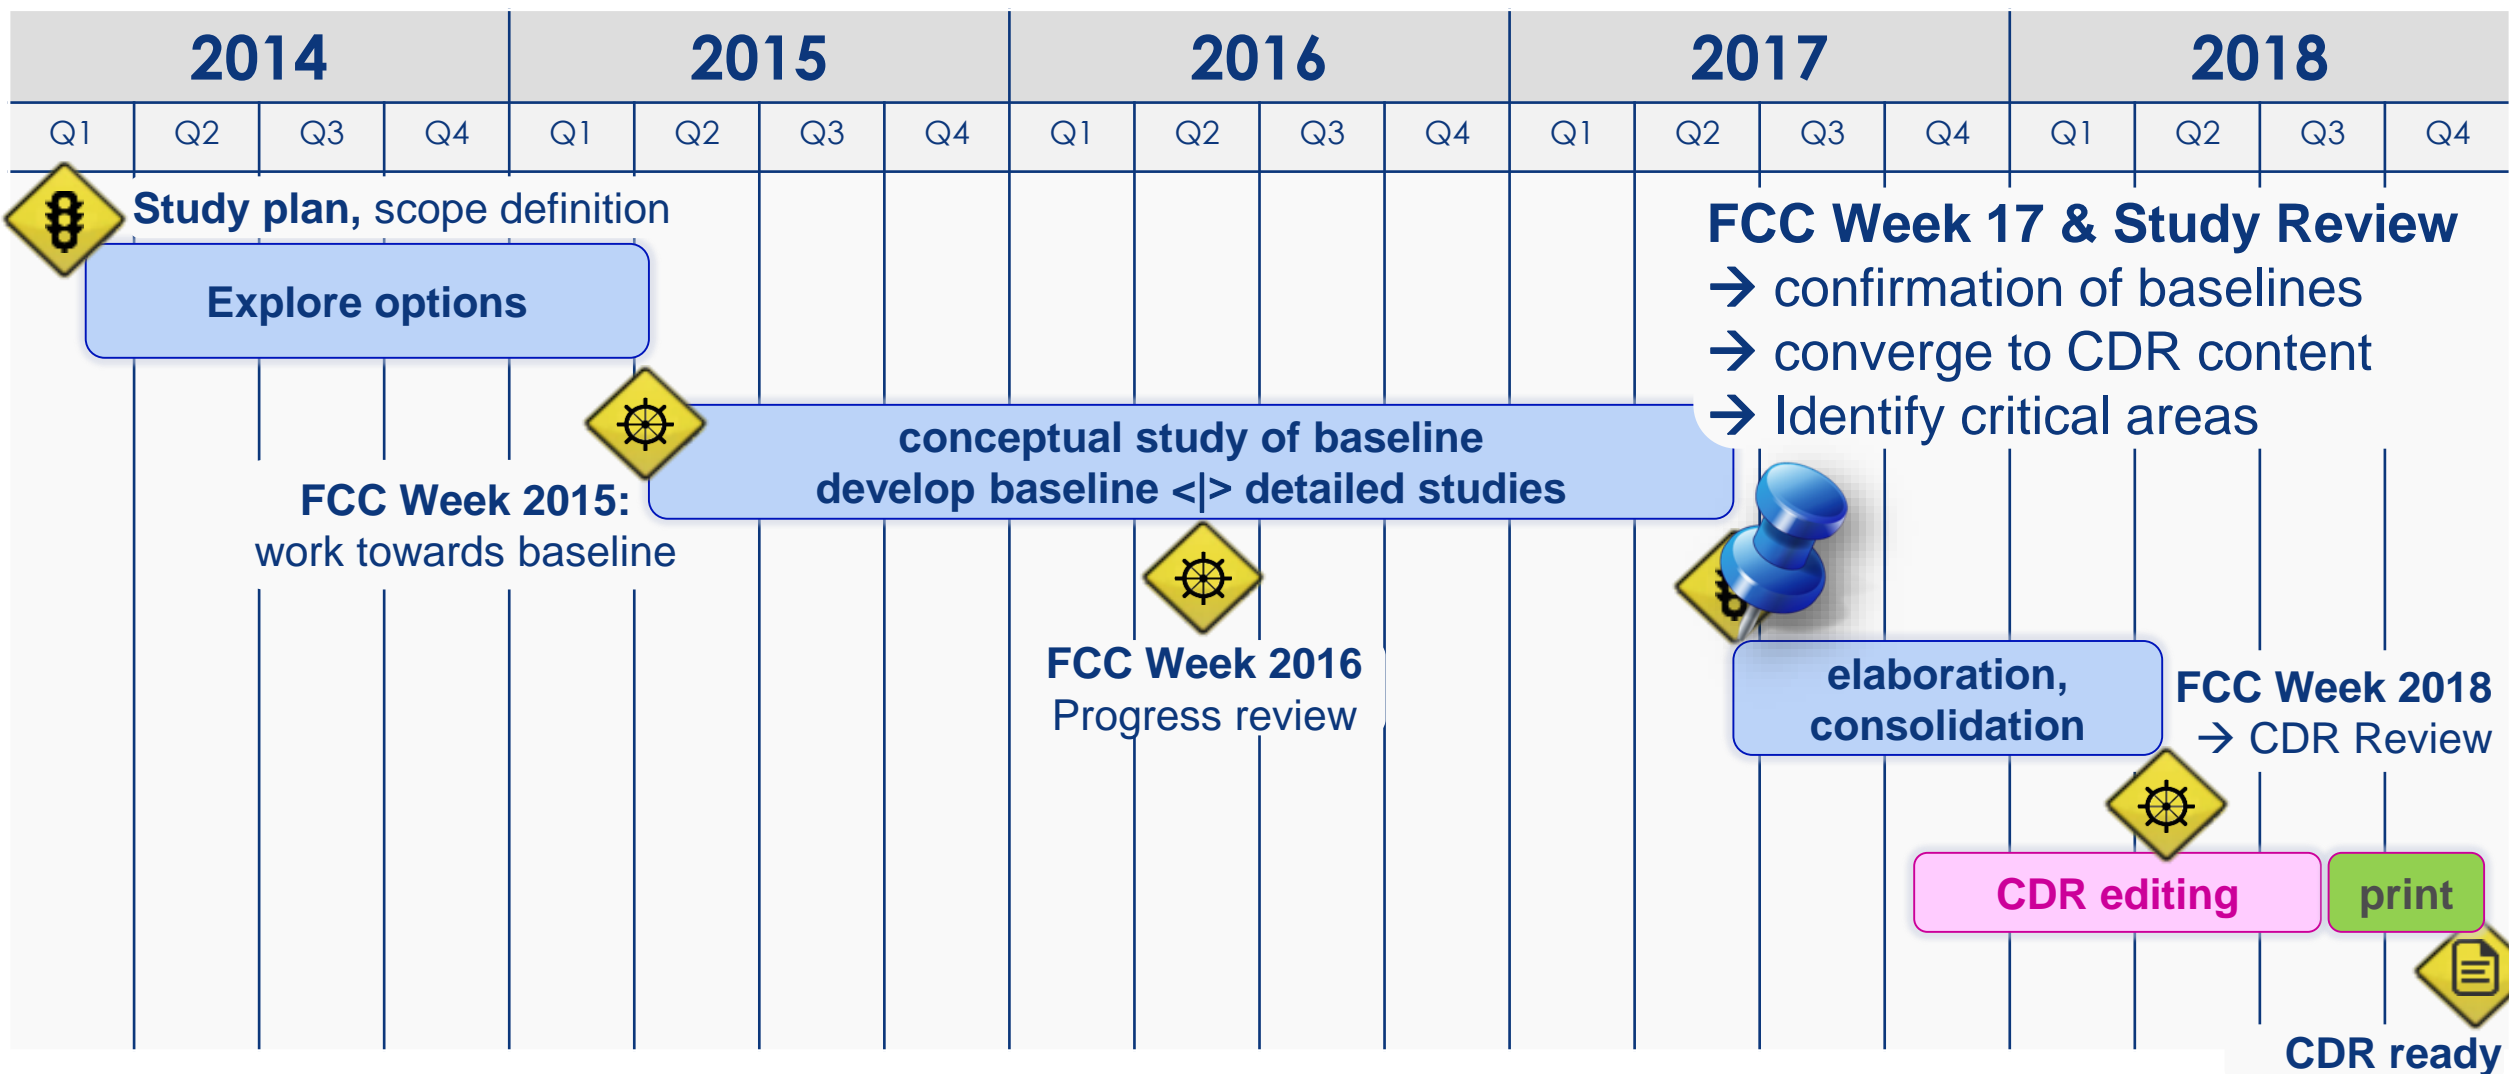 2014 2015 2016 2017 2018
Q1 Q2 Q3 Q4 Q1 Q2 Q3 Q4 Q1 Q2 Q3 Q4 Q1 Q2 Q3 Q4 Q1 Q2 Q3 Q4
Study plan, scope definition
Explore options
FCC Week 17 & Study Review
→ confirmation of baselines
→ converge to CDR content
→ Identify critical areas
conceptual study of baseline
develop baseline <|> detailed studies
FCC Week 2015:
work towards baseline
FCC Week 2016
Progress review
elaboration,
consolidation
FCC Week 2018
→ CDR Review
CDR editing
print
CDR ready